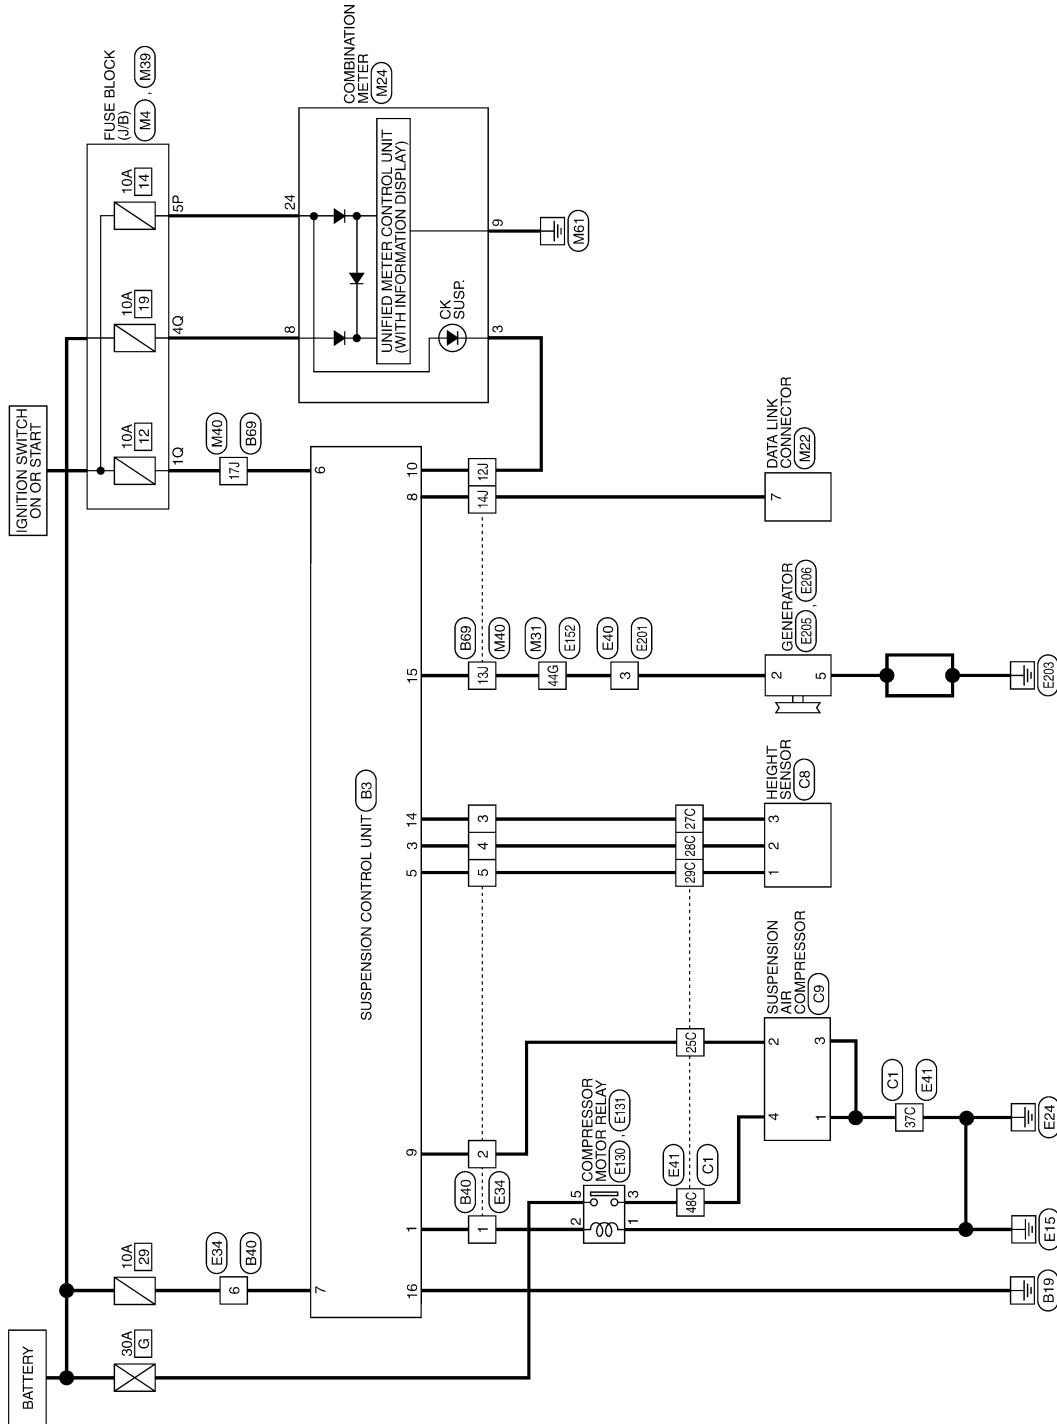 BATTERY
30A
G
10A
29
E34
6
B40
7
IGNITION SWITCH
ON OR START
FUSE BLOCK
(J/B)
M4 , M39
10A
12
10A
19
10A
14
1Q
4Q
5P
M40
17J
B69
6
8
24
COMBINATION
METER
M24
UNIFIED METER CONTROL UNIT
(WITH INFORMATION DISPLAY)
CK
SUSP.
3
9
M61
SUSPENSION CONTROL UNIT B3
16
1
9
5
3
14
15
8
10
B40
1
E34
2
5
4
3
B69
13J
M40
14J
12J
M31
44G
E152
E40
3
E201
COMPRESSOR
MOTOR RELAY
E130 , E131
2
5
1
3
E41
48C
C1
25C
29C
28C
27C
SUSPENSION
AIR
COMPRESSOR
C9
4
2
1
3
C1
37C
E41
HEIGHT
SENSOR
C8
1
2
3
GENERATOR
E205 , E206
2
5
DATA LINK
CONNECTOR
M22
7
B19
E15
E24
E203